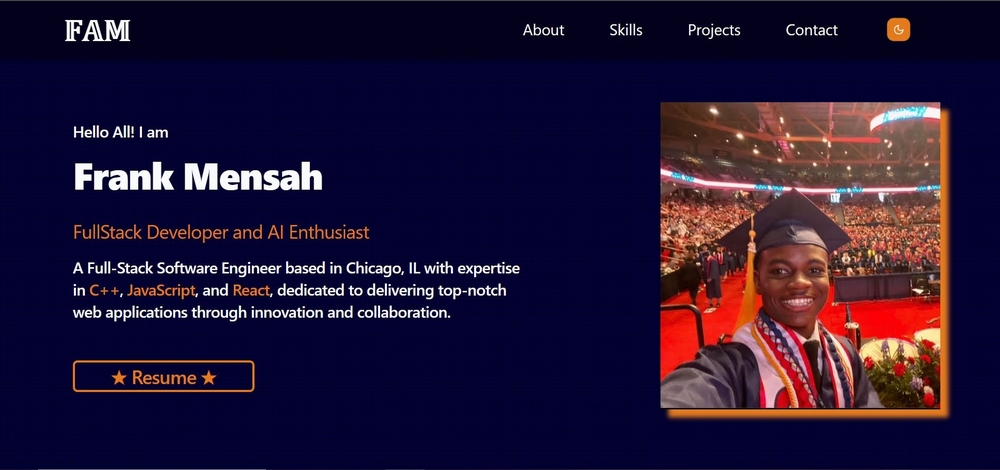 FAM
About Skills Projects Contact
Hello All! I am
Frank Mensah
FullStack Developer and AI Enthusiast
A Full-Stack Software Engineer based in Chicago, IL with expertise
in C++, JavaScript, and React, dedicated to delivering top-notch
web applications through innovation and collaboration.
★ Resume ★